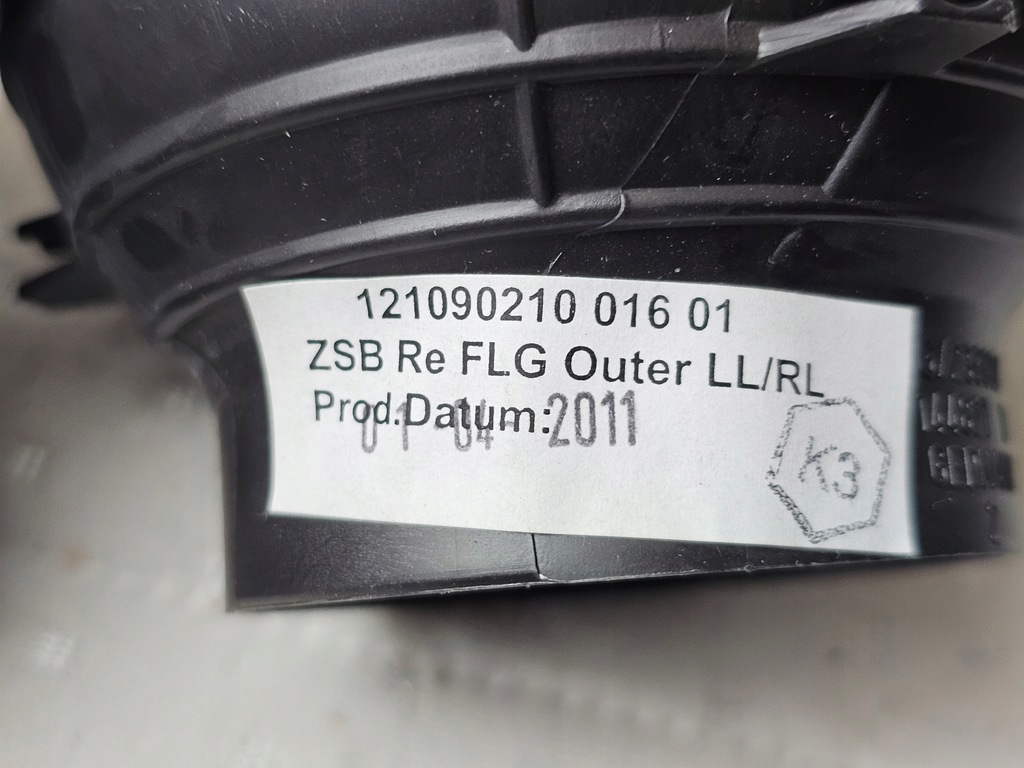 121090210 016 01
ZSB Re FLG Outer LL/RL
Prod.Datum:
01-04-2011
K3